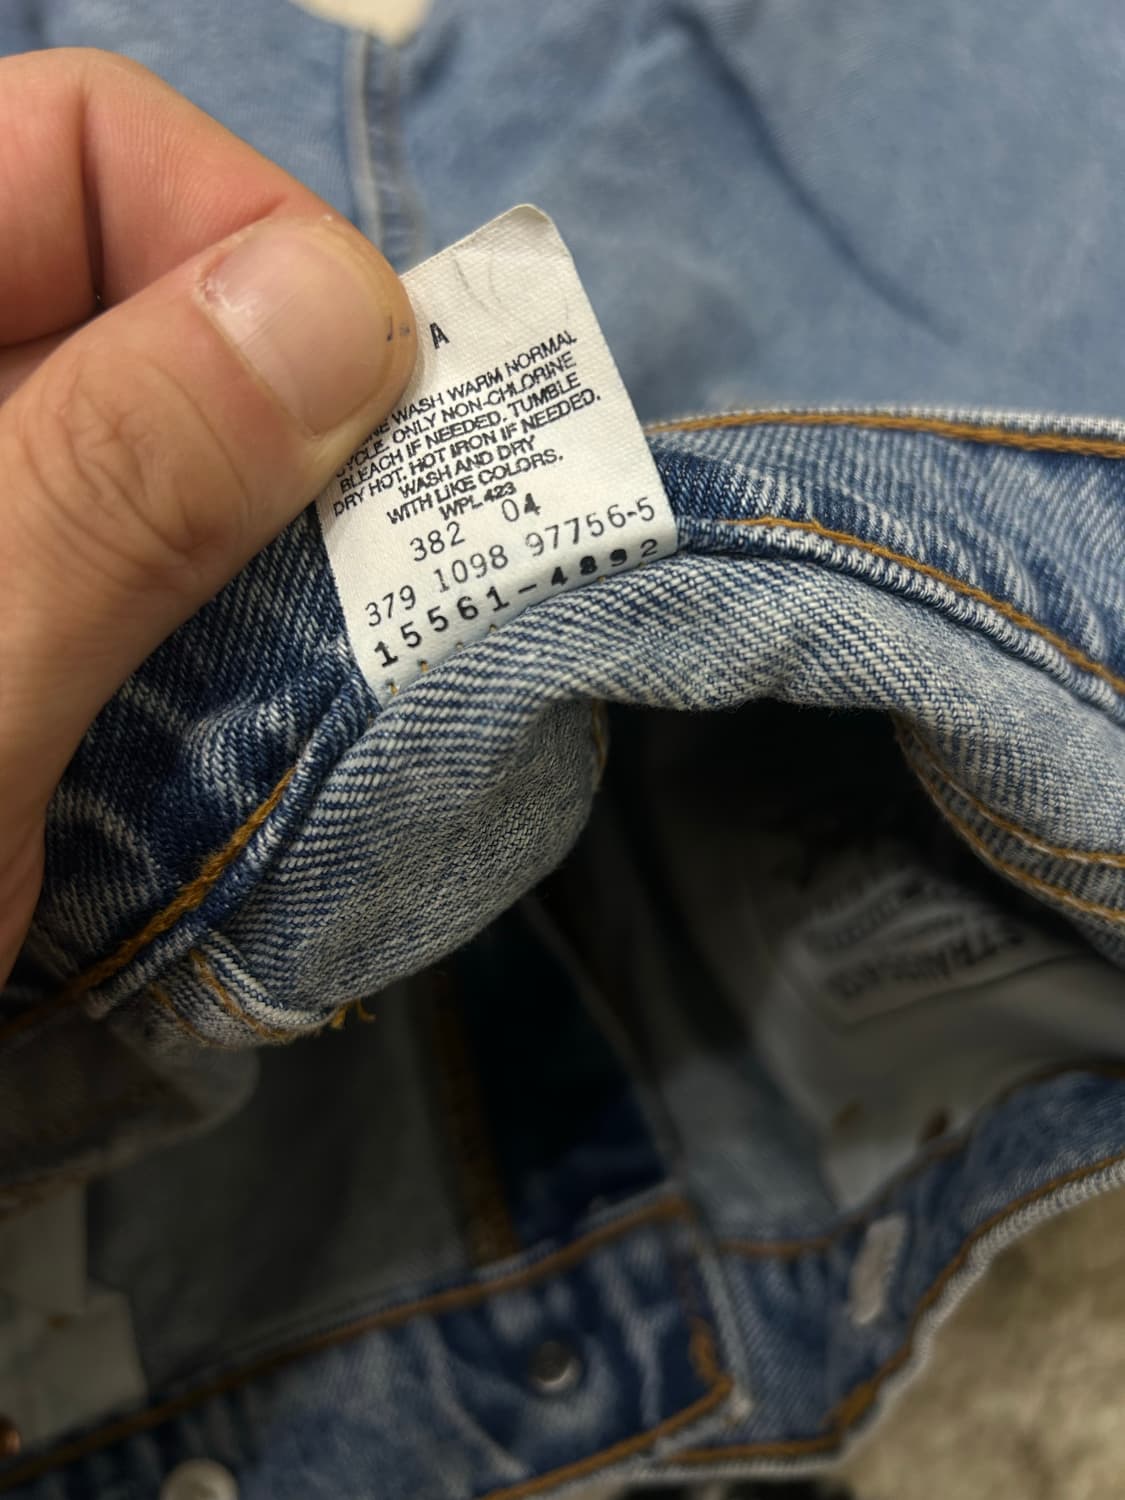 A
WASH WARM NORMAL
CYCLE. ONLY NON-CHLORINE
BLEACH IF NEEDED. TUMBLE
DRY HOT. HOT IRON IF NEEDED.
WASH AND DRY
WITH LIKE COLORS.
WPL 423
382 04
379 1098 97756-5
15561-4892